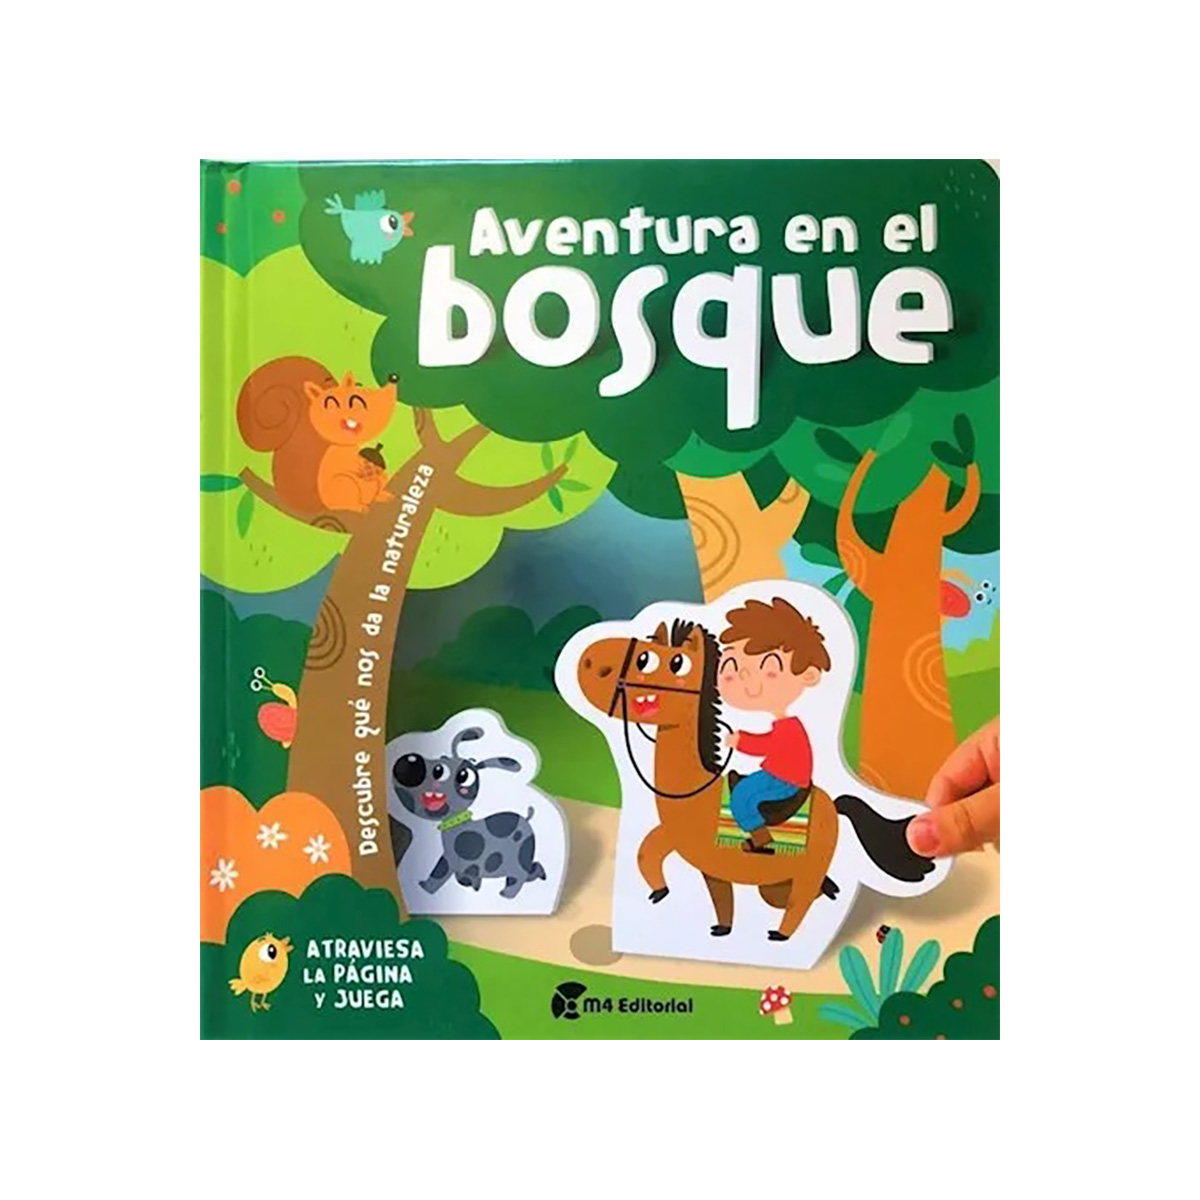 Aventura en el
bosque
Descubre qué nos da la naturaleza
ATRAVIESA
LA PÁGINA
Y JUEGA
M4 Editorial